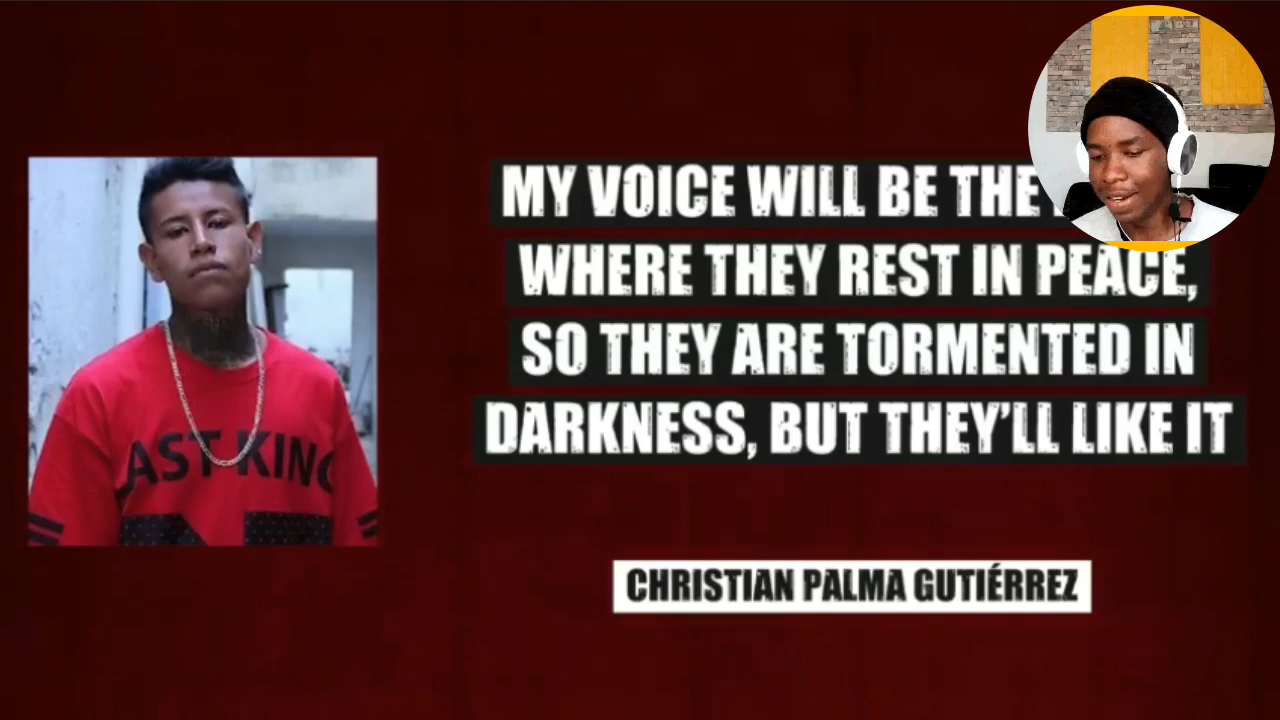 MY VOICE WILL BE THE
WHERE THEY REST IN PEACE,
SO THEY ARE TORMENTED IN
DARKNESS, BUT THEY'LL LIKE IT
AST KING
CHRISTIAN PALMA GUTIÉRREZ